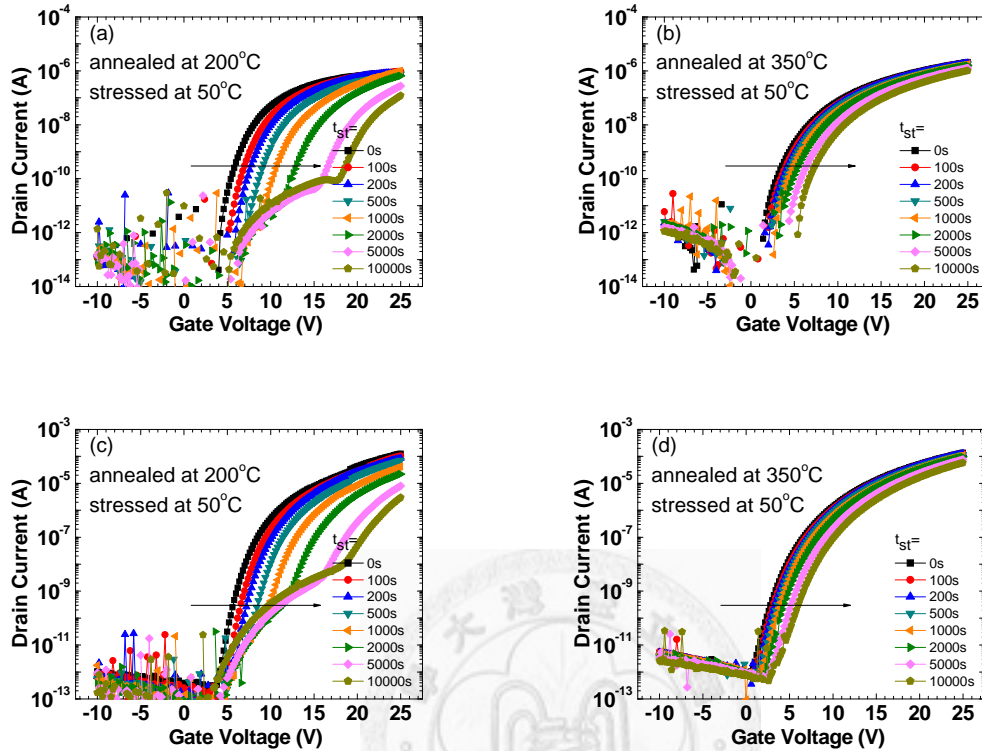 (a)
annealed at 200°C
stressed at 50°C
t_st=
0s
100s
200s
500s
1000s
2000s
5000s
10000s
10^-4
10^-6
10^-8
10^-10
10^-12
10^-14
Drain Current (A)
-10 -5 0 5 10 15 20 25
Gate Voltage (V)
(b)
annealed at 350°C
stressed at 50°C
t_st=
0s
100s
200s
500s
1000s
2000s
5000s
10000s
10^-4
10^-6
10^-8
10^-10
10^-12
10^-14
Drain Current (A)
-10 -5 0 5 10 15 20 25
Gate Voltage (V)
(c)
annealed at 200°C
stressed at 50°C
t_st=
0s
100s
200s
500s
1000s
2000s
5000s
10000s
10^-3
10^-5
10^-7
10^-9
10^-11
10^-13
Drain Current (A)
-10 -5 0 5 10 15 20 25
Gate Voltage (V)
(d)
annealed at 350°C
stressed at 50°C
t_st=
0s
100s
200s
500s
1000s
2000s
5000s
10000s
10^-3
10^-5
10^-7
10^-9
10^-11
10^-13
Drain Current (A)
-10 -5 0 5 10 15 20 25
Gate Voltage (V)